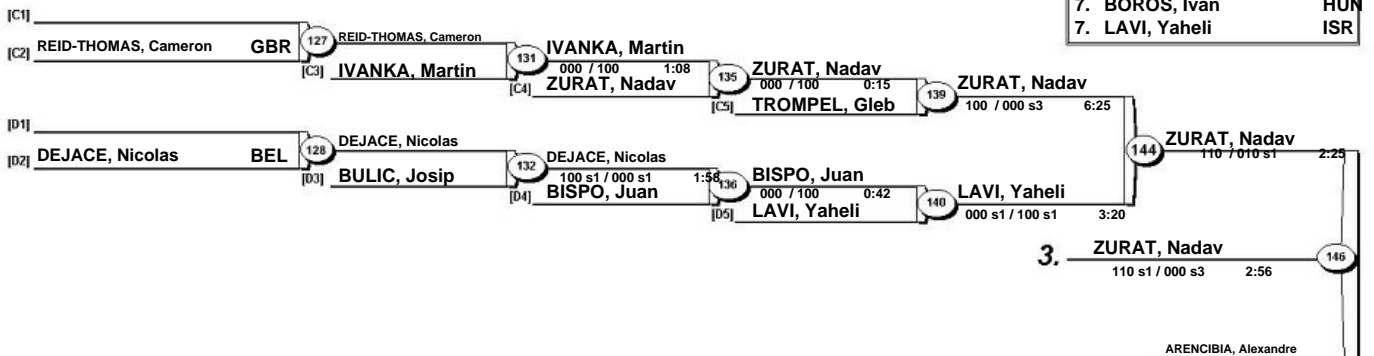 7. BOROS, Ivan HUN
7. LAVI, Yaheli ISR
[C1]
[C2] REID-THOMAS, Cameron GBR
127
REID-THOMAS, Cameron
[C3] IVANKA, Martin
131
IVANKA, Martin
000 / 100 1:08
[C4] ZURAT, Nadav
135
ZURAT, Nadav
000 / 100 0:15
[C5] TROMPEL, Gleb
139
ZURAT, Nadav
100 / 000 s3 6:25
[D1]
[D2] DEJACE, Nicolas BEL
128
DEJACE, Nicolas
[D3] BULIC, Josip
132
DEJACE, Nicolas
100 s1 / 000 s1 1:58
[D4] BISPO, Juan
136
BISPO, Juan
000 / 100 0:42
[D5] LAVI, Yaheli
140
LAVI, Yaheli
000 s1 / 100 s1 3:20
144
ZURAT, Nadav
110 / 010 s1 2:25
3. ZURAT, Nadav
110 s1 / 000 s3 2:56
146
ARENCIBIA, Alexandre